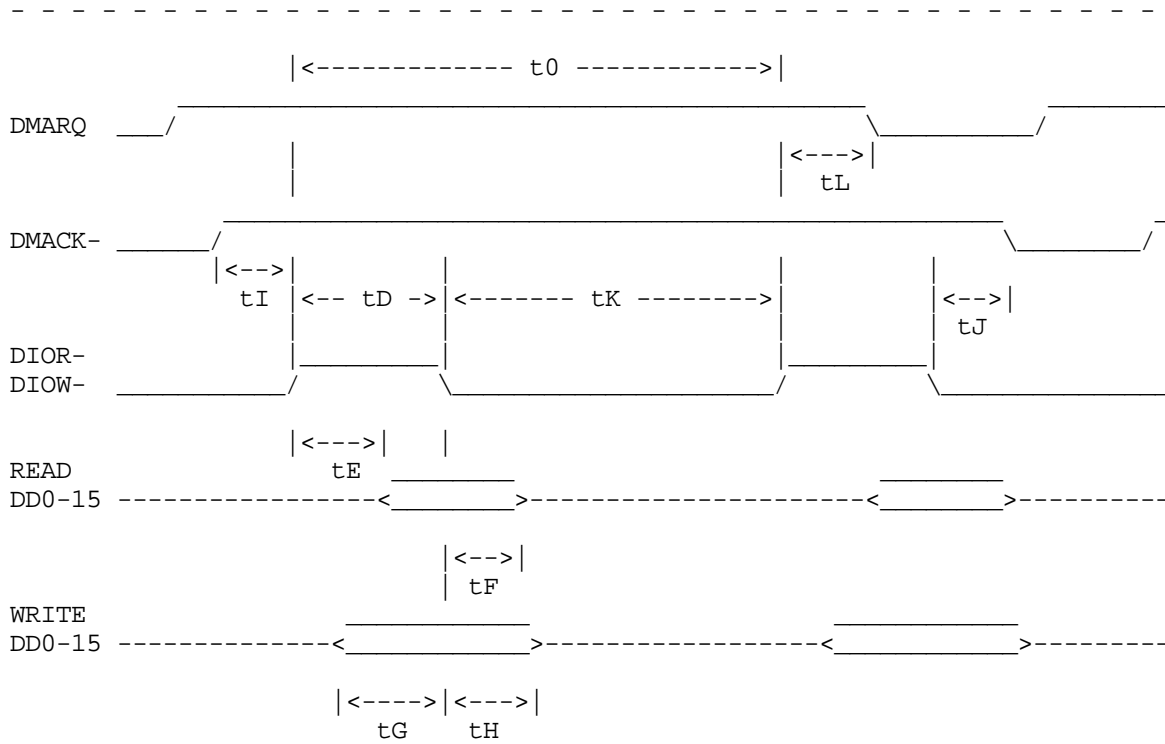 - - - - - - - - - - - - - - - - - - - - - - - - - - - - - - - - - - - - - -
|<------------- t0 ------------>|
DMARQ
|<--->|
tL
DMACK-
|<-->|
tI |<-- tD ->|<------- tK -------->| |<-->|
tJ
DIOR-
DIOW-
|<--->| |
READ tE
DD0-15
|<-->|
| tF
WRITE
DD0-15
|<---->|<--->|
tG tH